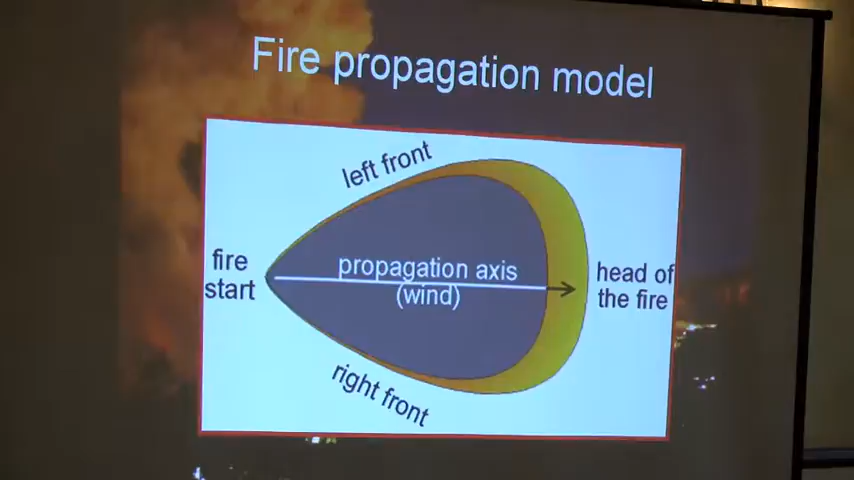 Fire propagation model
left front
fire
start
propagation axis
(wind)
head of
the fire
right front